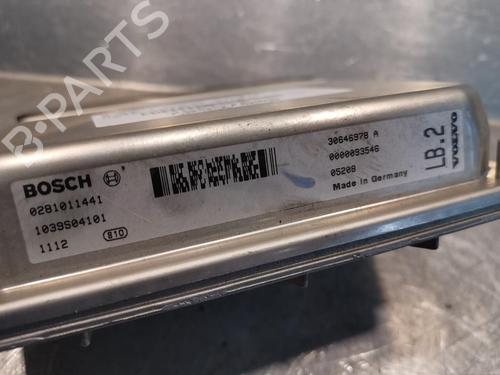 B-PARTS
BOSCH
0281011441
1039S04101
1112
810
30646978 A
0000093546
05208
Made in Germany
LB.2
VOLVO